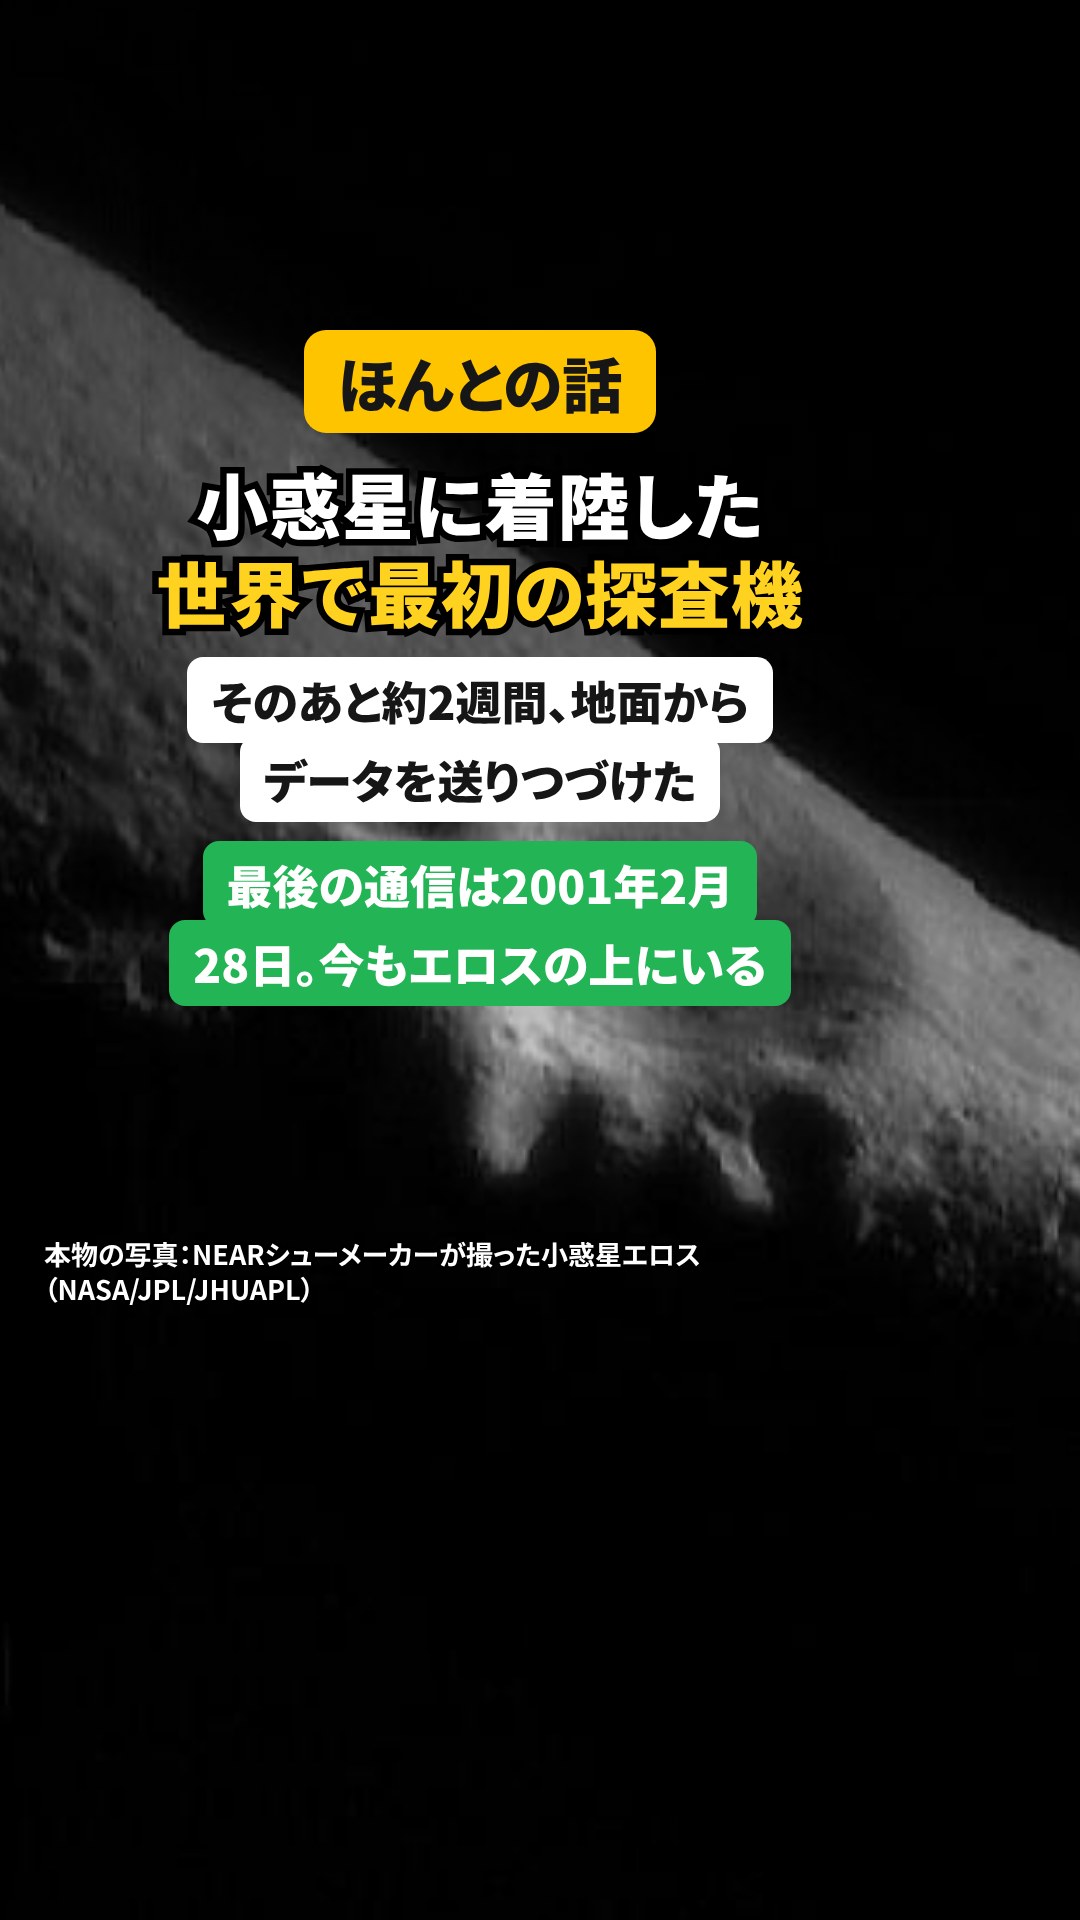 ほんとの話
小惑星に着陸した
世界で最初の探査機
そのあと約2週間、地面から
データを送りつづけた
最後の通信は2001年2月
28日。今もエロスの上にいる
本物の写真：NEARシューメーカーが撮った小惑星エロス
（NASA/JPL/JHUAPL）